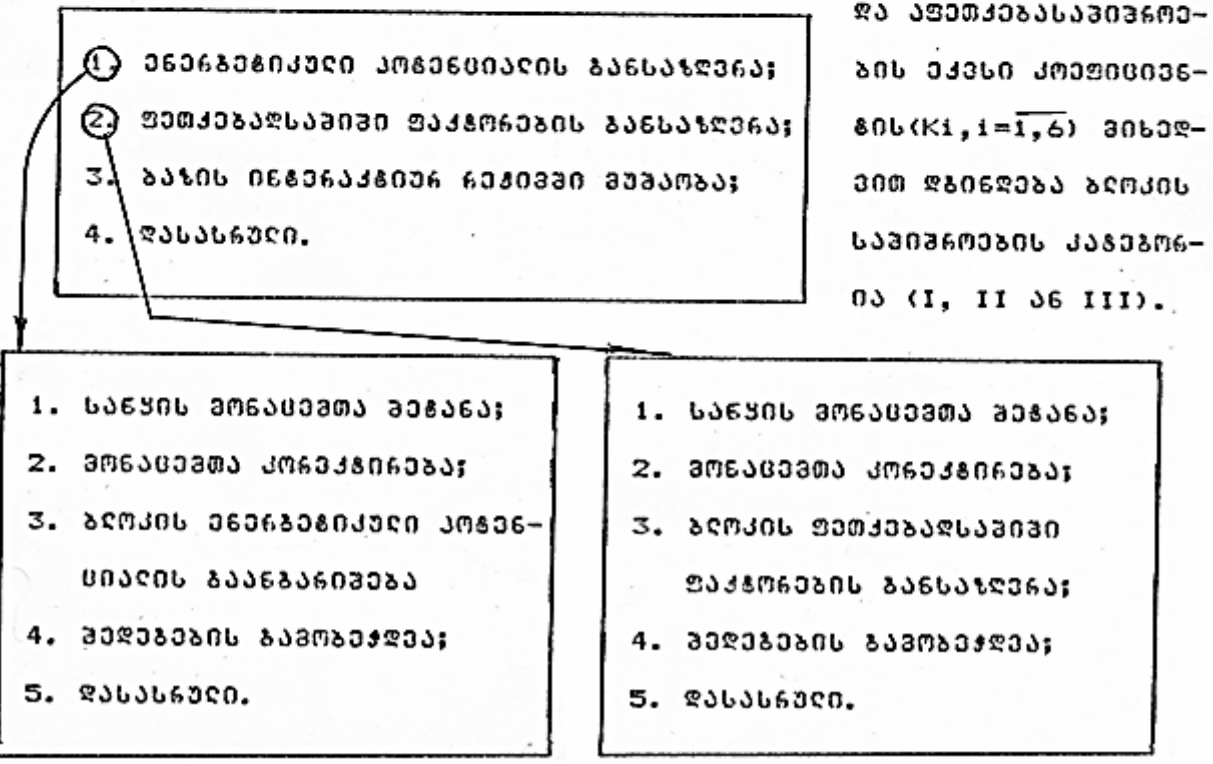 1. ენერგეტიკული პოტენციალის განსაზღვრა;
2. ფეთქებადსაშიში ფაქტორების განსაზღვრა;
3. ბაზის ინტერაქტიურ რეჟიმში მუშაობა;
4. დასასრული.
და აფეთქებასაშიშროე-
ბის ექვსი კოეფიციენ-
ტის(Ki,i=1,6) მიხედ-
ვით დგინდება ბლოკის
საშიშროების კატეგორ-
ია (I, II ან III).
1. საწყის მონაცემთა შეტანა;
2. მონაცემთა კორექტირება;
3. ბლოკის ენერგეტიკული პოტენ-
ციალის გაანგარიშება
4. შედეგების გამობეჭდვა;
5. დასასრული.
1. საწყის მონაცემთა შეტანა;
2. მონაცემთა კორექტირება;
3. ბლოკის ფეთქებადსაშიში
ფაქტორების განსაზღვრა;
4. შედეგების გამობეჭდვა;
5. დასასრული.